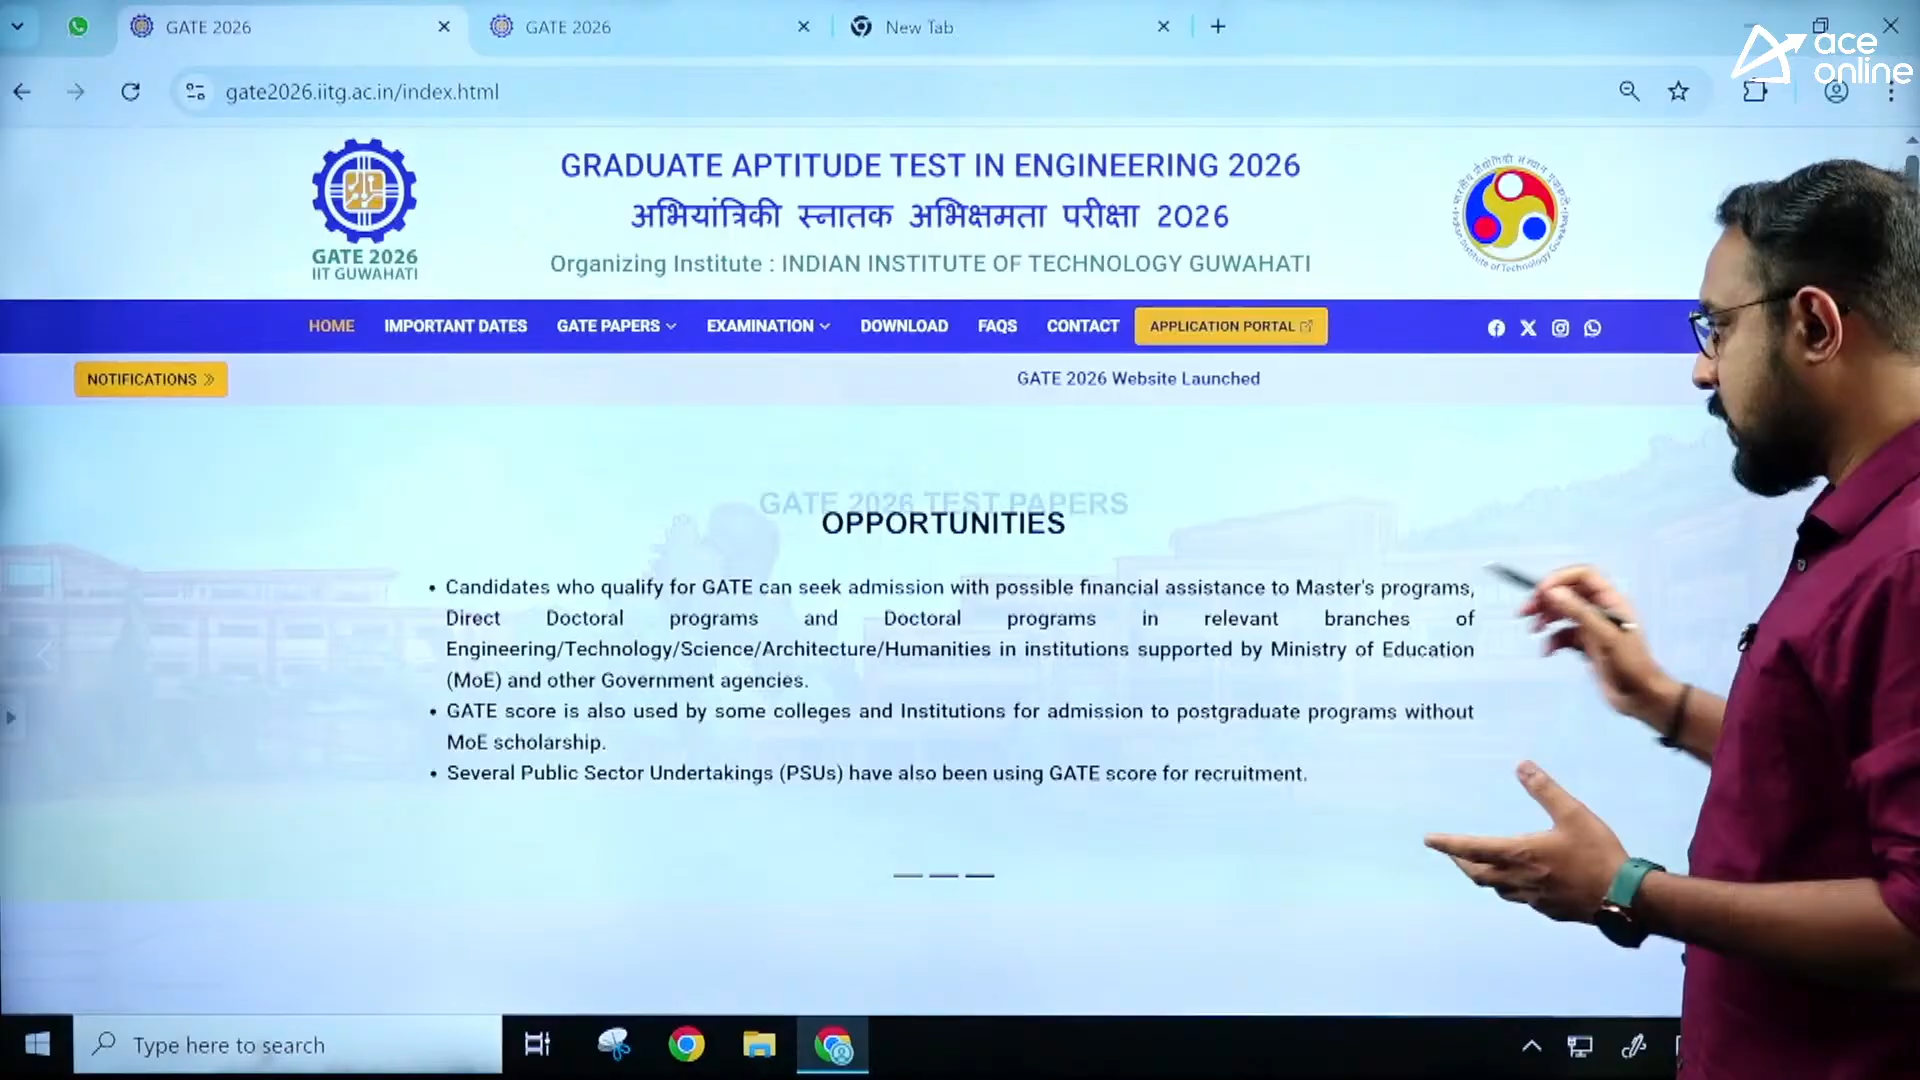 GATE 2026
GATE 2026
New Tab
ace
online
gate2026.iitg.ac.in/index.html
GRADUATE APTITUDE TEST IN ENGINEERING 2026
अभियांत्रिकी स्नातक अभिक्षमता परीक्षा 2026
Organizing Institute : INDIAN INSTITUTE OF TECHNOLOGY GUWAHATI
GATE 2026
IIT GUWAHATI
Indian Institute of Technology Guwahati
HOME IMPORTANT DATES GATE PAPERS EXAMINATION DOWNLOAD FAQS CONTACT APPLICATION PORTAL
NOTIFICATIONS
GATE 2026 Website Launched
GATE 2026 TEST PAPERS
OPPORTUNITIES
• Candidates who qualify for GATE can seek admission with possible financial assistance to Master's programs,
Direct Doctoral programs and Doctoral programs in relevant branches of
Engineering/Technology/Science/Architecture/Humanities in institutions supported by Ministry of Education
(MoE) and other Government agencies.
• GATE score is also used by some colleges and Institutions for admission to postgraduate programs without
MoE scholarship.
• Several Public Sector Undertakings (PSUs) have also been using GATE score for recruitment.
Type here to search